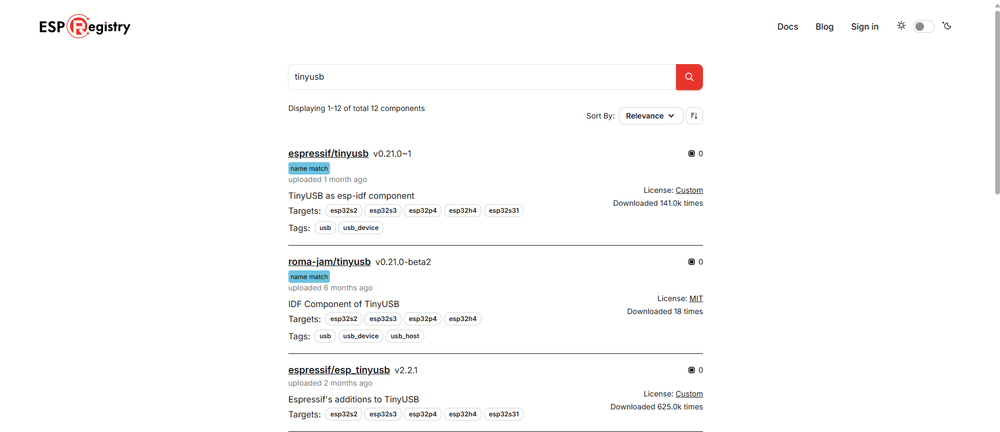 ESP Registry
Docs Blog Sign in
tinyusb
Displaying 1-12 of total 12 components
Sort By: Relevance
espressif/tinyusb v0.21.0~1 0
name match
uploaded 1 month ago
License: Custom
TinyUSB as esp-idf component
Downloaded 141.0k times
Targets: esp32s2 esp32s3 esp32p4 esp32h4 esp32s31
Tags: usb usb_device
roma-jam/tinyusb v0.21.0-beta2 0
name match
uploaded 6 months ago
License: MIT
IDF Component of TinyUSB
Downloaded 18 times
Targets: esp32s2 esp32s3 esp32p4 esp32h4
Tags: usb usb_device usb_host
espressif/esp_tinyusb v2.2.1 0
uploaded 2 months ago
License: Custom
Espressif's additions to TinyUSB
Downloaded 625.0k times
Targets: esp32s2 esp32s3 esp32p4 esp32h4 esp32s31